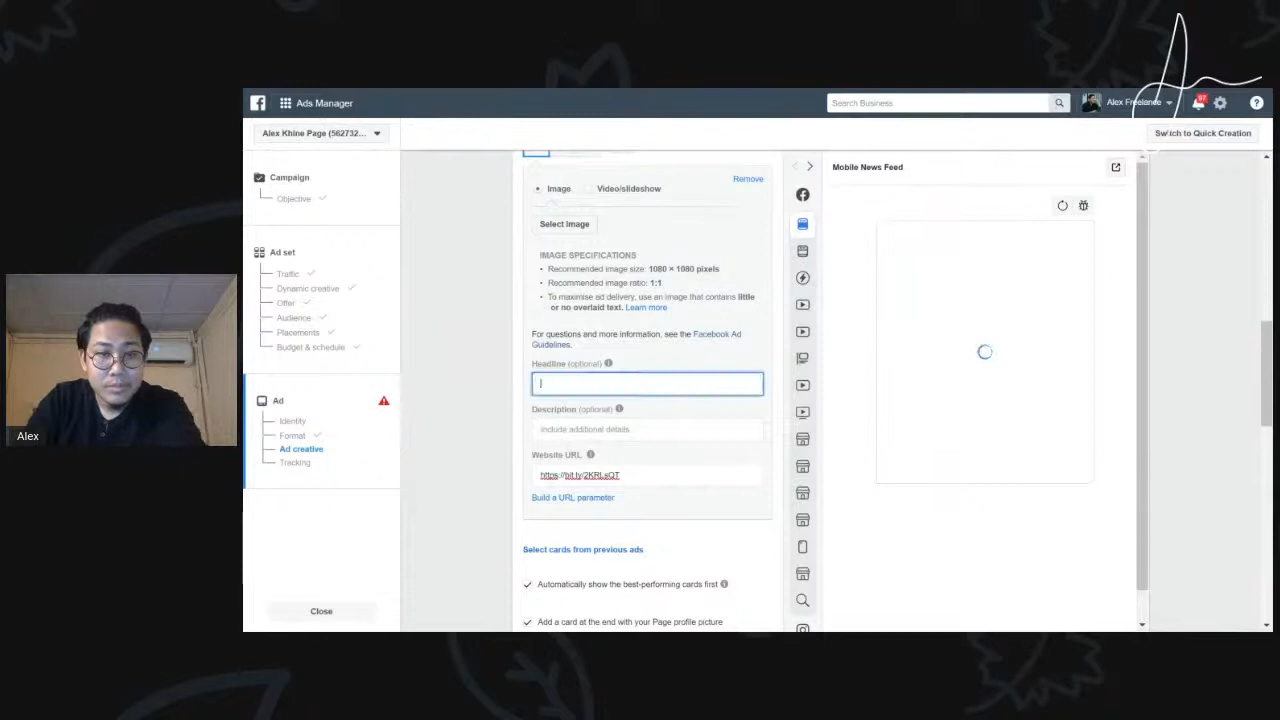 Ads Manager
Search Business
Alex Freelance
97
Alex Khine Page (562732...
Switch to Quick Creation
Campaign
Objective
Ad set
Traffic
Dynamic creative
Offer
Audience
Placements
Budget & schedule
Ad
Identity
Format
Ad creative
Tracking
Close
Remove
Image
Video/slideshow
Select Image
IMAGE SPECIFICATIONS
• Recommended image size: 1080 × 1080 pixels
• Recommended image ratio: 1:1
• To maximise ad delivery, use an image that contains little
or no overlaid text. Learn more
For questions and more information, see the Facebook Ad
Guidelines.
Headline (optional)
Description (optional)
Include additional details
Website URL
https://bit.ly/2KRLsQT
Build a URL parameter
Select cards from previous ads
Automatically show the best-performing cards first
Add a card at the end with your Page profile picture
Mobile News Feed
Alex